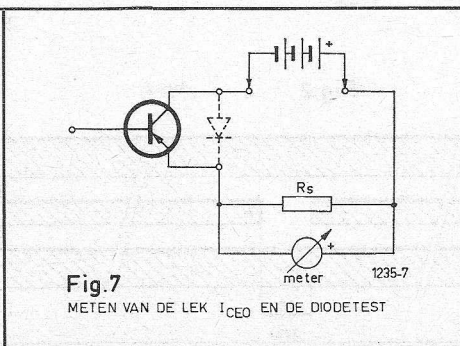 +
Rs
+
meter
1235-7
Fig.7
METEN VAN DE LEK ICEO EN DE DIODETEST